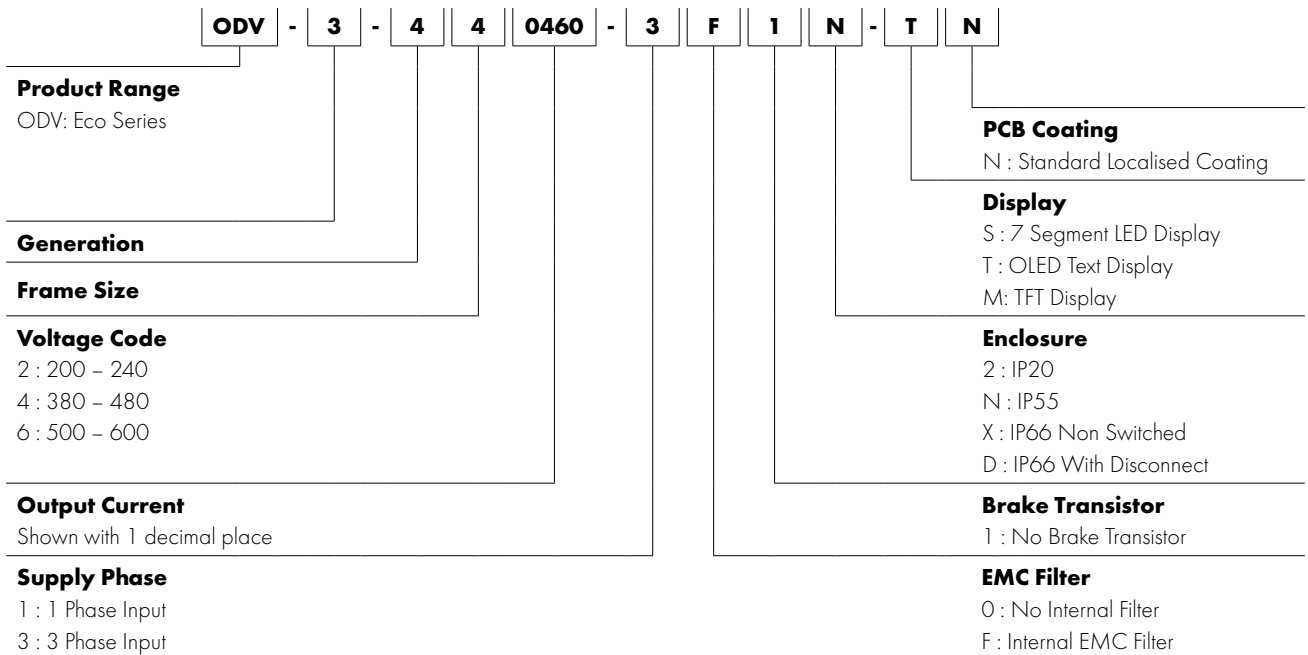 ODV - 3 - 4 4 0460 - 3 F 1 N - T N
Product Range
ODV: Eco Series
Generation
Frame Size
Voltage Code
2 : 200 – 240
4 : 380 – 480
6 : 500 – 600
Output Current
Shown with 1 decimal place
Supply Phase
1 : 1 Phase Input
3 : 3 Phase Input
PCB Coating
N : Standard Localised Coating
Display
S : 7 Segment LED Display
T : OLED Text Display
M: TFT Display
Enclosure
2 : IP20
N : IP55
X : IP66 Non Switched
D : IP66 With Disconnect
Brake Transistor
1 : No Brake Transistor
EMC Filter
0 : No Internal Filter
F : Internal EMC Filter